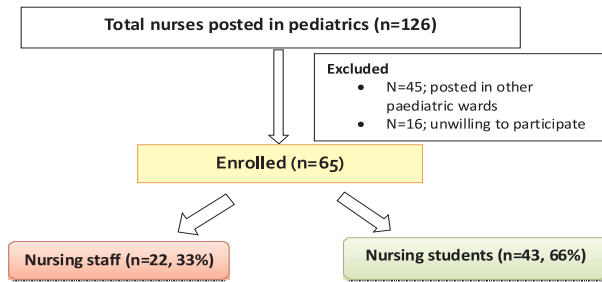 Total nurses posted in pediatrics (n=126)
Excluded
• N=45; posted in other
paediatric wards
• N=16; unwilling to participate
Enrolled (n=65)
Nursing staff (n=22, 33%)
Nursing students (n=43, 66%)